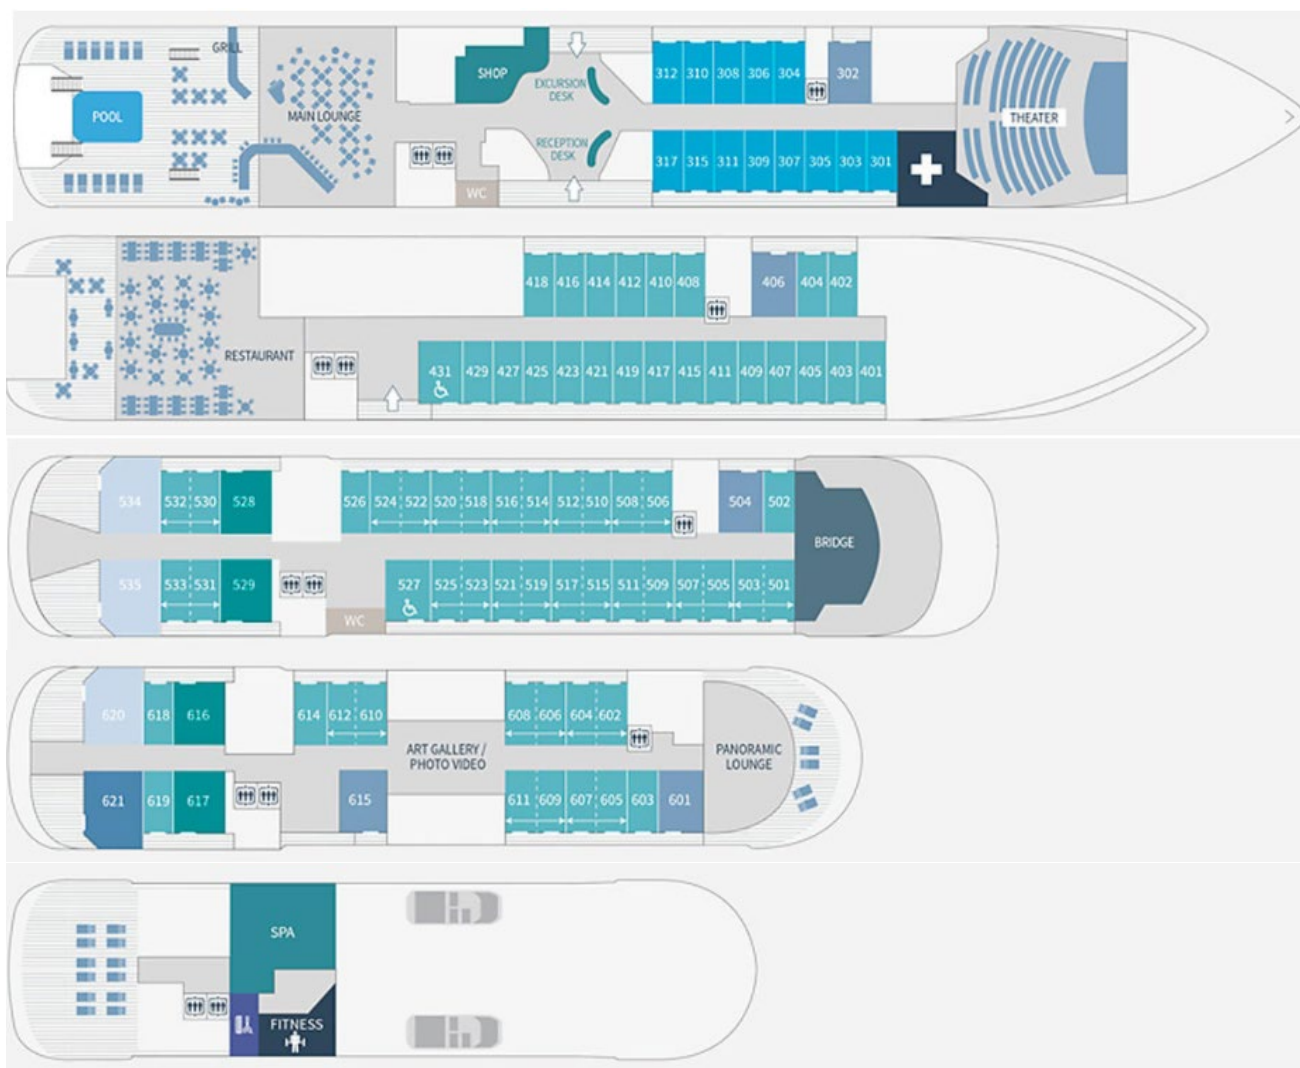 GRILL
POOL
MAIN LOUNGE
SHOP
EXCURSION
DESK
RECEPTION
DESK
WC
312 310 308 306 304 302
317 315 311 309 307 305 303 301
THEATER
418 416 414 412 410 408 406 404 402
RESTAURANT
431 429 427 425 423 421 419 417 415 411 409 407 405 403 401
534 532 530 528 526 524 522 520 518 516 514 512 510 508 506 504 502
BRIDGE
535 533 531 529 527 525 523 521 519 517 515 511 509 507 505 503 501
WC
620 618 616 614 612 610 608 606 604 602
ART GALLERY /
PHOTO VIDEO
PANORAMIC
LOUNGE
621 619 617 615 611 609 607 605 603 601
SPA
FITNESS